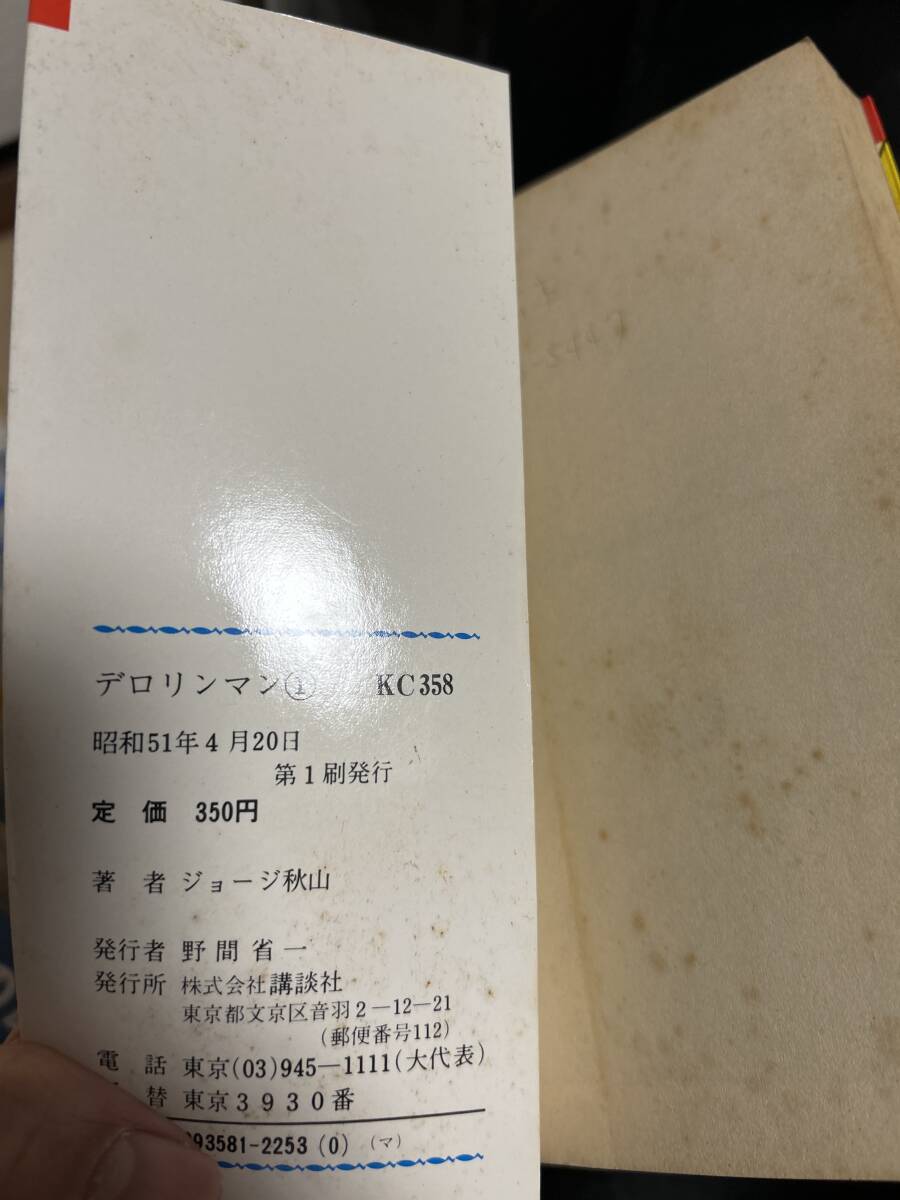 デロリンマン① KC358
昭和51年4月20日
第1刷発行
定価 350円
著者 ジョージ秋山
発行者 野間省一
発行所 株式会社講談社
東京都文京区音羽2―12―21
(郵便番号112)
電話 東京(03)945―1111(大代表)
替 東京3930番
93581-2253 (0) (マ)